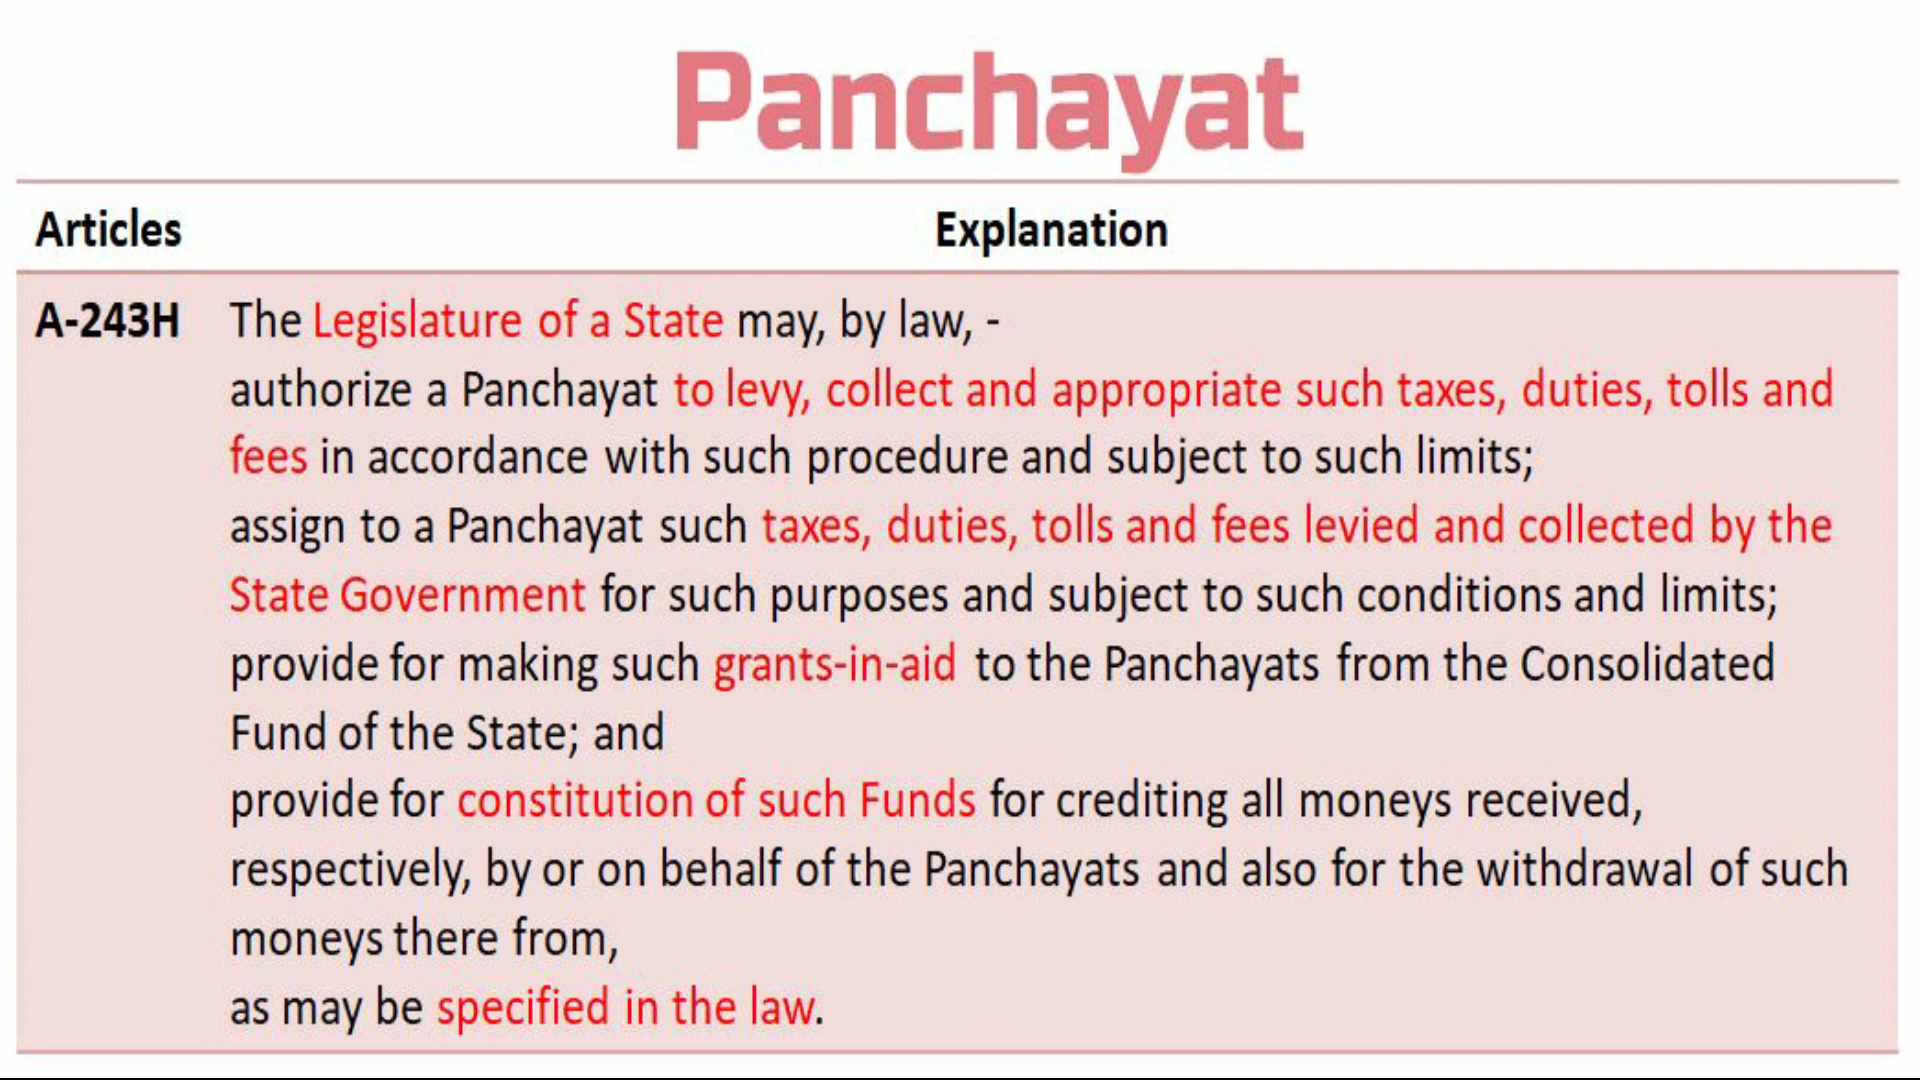 Panchayat
Articles Explanation
A-243H The Legislature of a State may, by law, -
authorize a Panchayat to levy, collect and appropriate such taxes, duties, tolls and
fees in accordance with such procedure and subject to such limits;
assign to a Panchayat such taxes, duties, tolls and fees levied and collected by the
State Government for such purposes and subject to such conditions and limits;
provide for making such grants-in-aid to the Panchayats from the Consolidated
Fund of the State; and
provide for constitution of such Funds for crediting all moneys received,
respectively, by or on behalf of the Panchayats and also for the withdrawal of such
moneys there from,
as may be specified in the law.